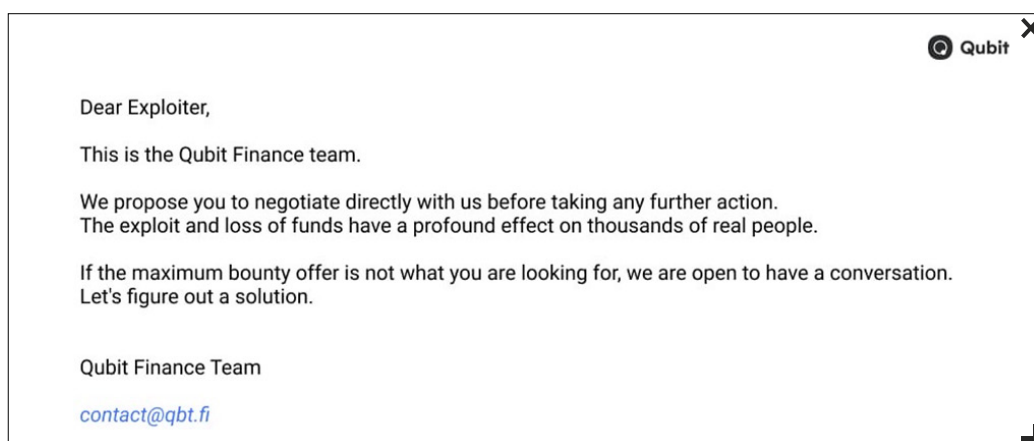 Qubit
Dear Exploiter,
This is the Qubit Finance team.
We propose you to negotiate directly with us before taking any further action.
The exploit and loss of funds have a profound effect on thousands of real people.
If the maximum bounty offer is not what you are looking for, we are open to have a conversation.
Let's figure out a solution.
Qubit Finance Team
contact@qbt.fi